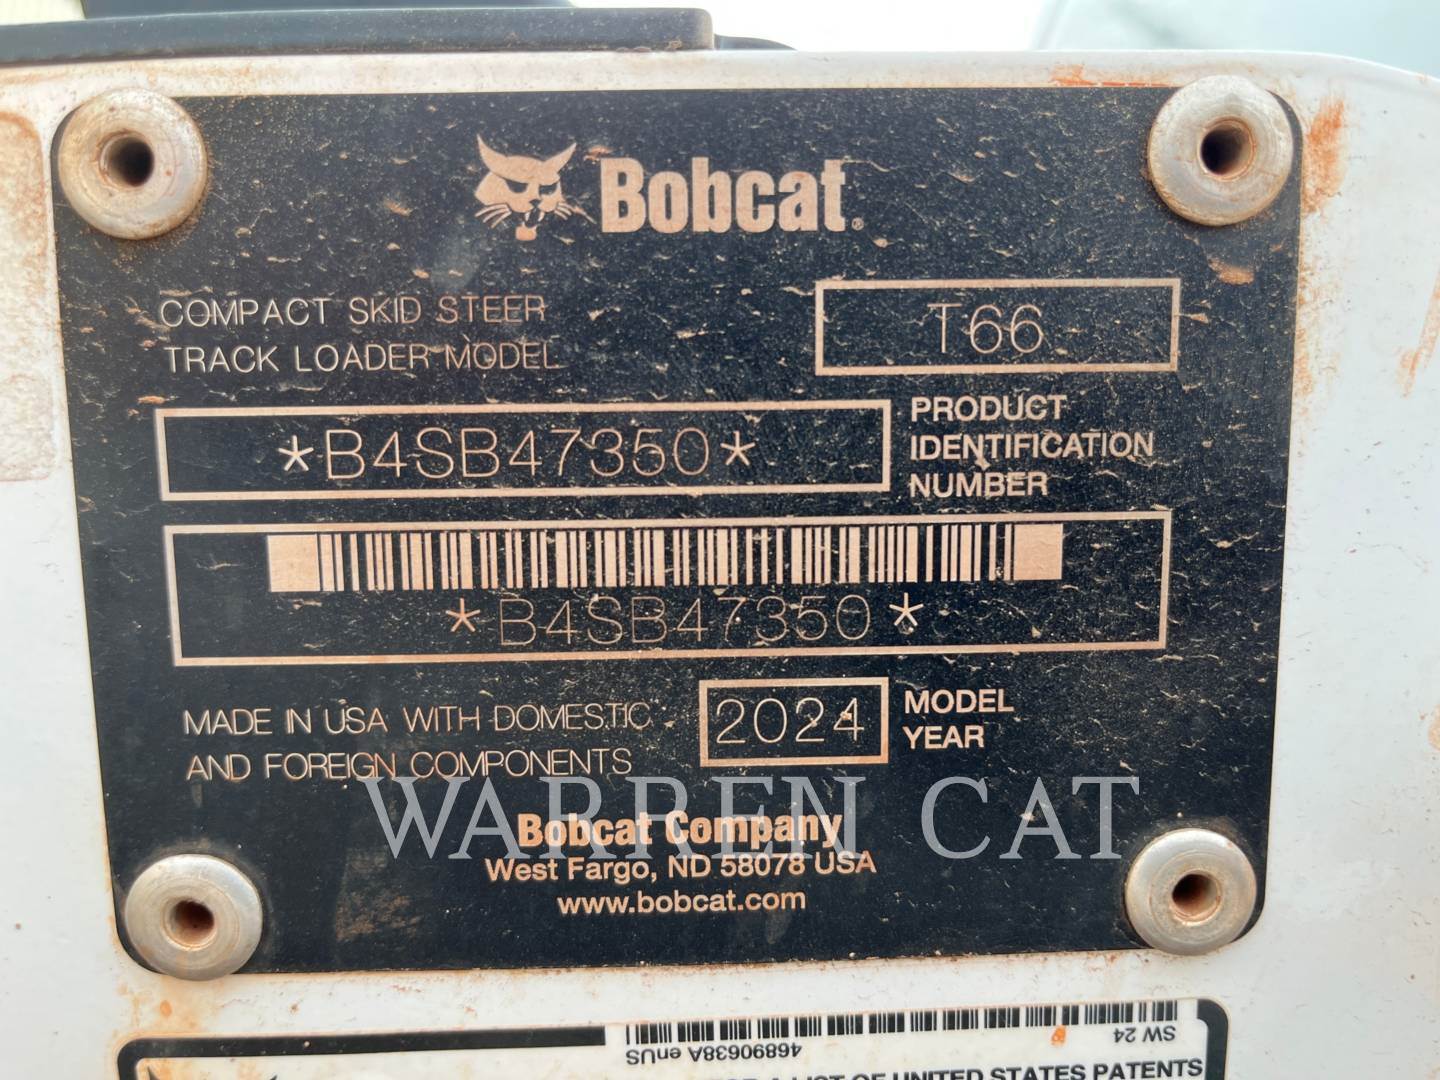 Bobcat®
COMPACT SKID STEER
TRACK LOADER MODEL
T66
*B4SB47350*
PRODUCT
IDENTIFICATION
NUMBER
*B4SB47350*
MADE IN USA WITH DOMESTIC
AND FOREIGN COMPONENTS
2024
MODEL
YEAR
WARREN CAT
Bobcat Company
West Fargo, ND 58078 USA
www.bobcat.com
SW 24
46890638A enUS
A LIST OF UNITED STATES PATENTS